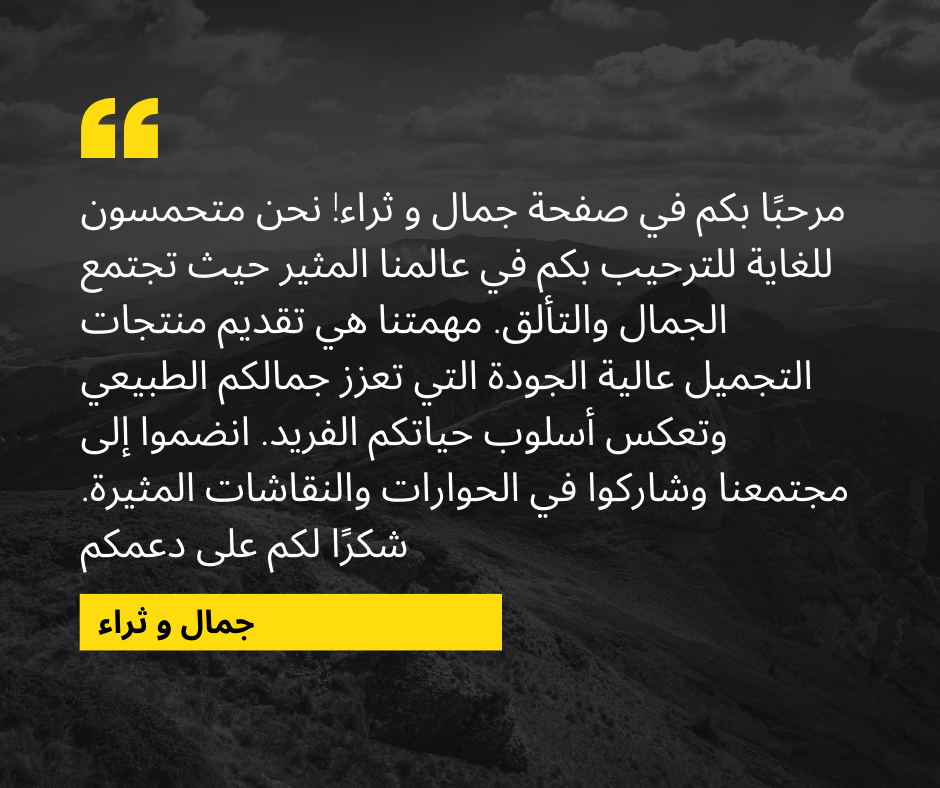 مرحبًا بكم في صفحة جمال و ثراء! نحن متحمسون
للغاية للترحيب بكم في عالمنا المثير حيث تجتمع
الجمال والتألق. مهمتنا هي تقديم منتجات
التجميل عالية الجودة التي تعزز جمالكم الطبيعي
وتعكس أسلوب حياتكم الفريد. انضموا إلى
مجتمعنا وشاركوا في الحوارات والنقاشات المثيرة.
شكرًا لكم على دعمكم
جمال و ثراء